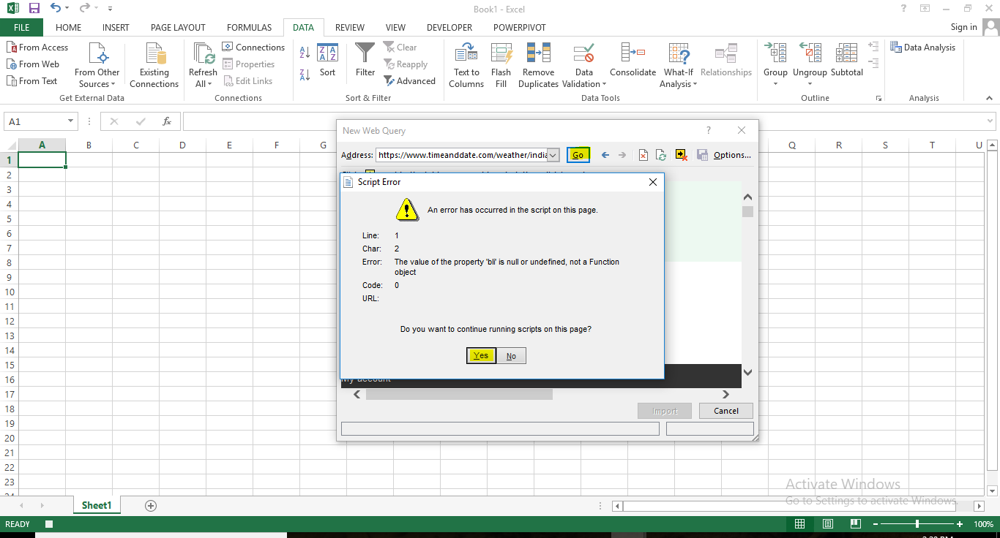 Book1 - Excel
?
FILE HOME INSERT PAGE LAYOUT FORMULAS DATA REVIEW VIEW DEVELOPER POWERPIVOT Sign in
From Access
From Web
From Text
From Other Sources
Existing Connections
Get External Data
Refresh All
Connections
Properties
Edit Links
Connections
Sort
Filter
Clear
Reapply
Advanced
Sort & Filter
Text to Columns
Flash Fill
Remove Duplicates
Data Validation
Consolidate
What-If Analysis
Relationships
Data Tools
Group
Ungroup
Subtotal
Outline
Data Analysis
Analysis
A1
fx
A B C D E F G Q R S T U
1
2
3
4
5
6
7
8
9
10
11
12
13
14
15
16
17
18
19
20
21
22
23
New Web Query ?
Address: https://www.timeanddate.com/weather/india Go Options...
Script Error
An error has occurred in the script on this page.
Line: 1
Char: 2
Error: The value of the property 'bli' is null or undefined, not a Function
object
Code: 0
URL:
Do you want to continue running scripts on this page?
Yes No
My account
Import Cancel
Activate Windows
Go to Settings to activate Windows.
Sheet1
READY 100%